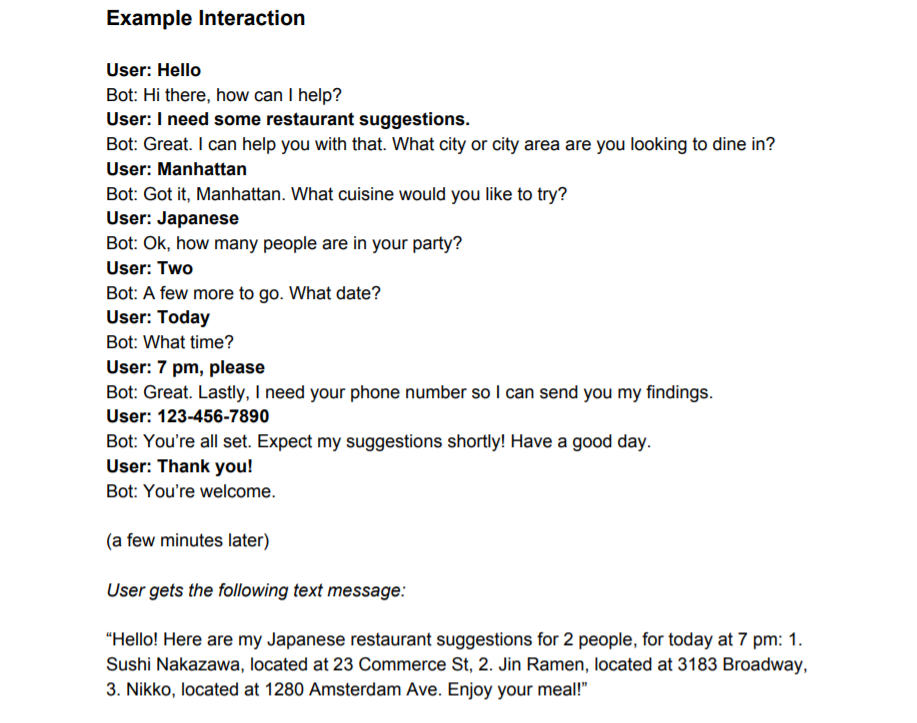 Example Interaction
User: Hello
Bot: Hi there, how can I help?
User: I need some restaurant suggestions.
Bot: Great. I can help you with that. What city or city area are you looking to dine in?
User: Manhattan
Bot: Got it, Manhattan. What cuisine would you like to try?
User: Japanese
Bot: Ok, how many people are in your party?
User: Two
Bot: A few more to go. What date?
User: Today
Bot: What time?
User: 7 pm, please
Bot: Great. Lastly, I need your phone number so I can send you my findings.
User: 123-456-7890
Bot: You’re all set. Expect my suggestions shortly! Have a good day.
User: Thank you!
Bot: You’re welcome.
(a few minutes later)
User gets the following text message:
“Hello! Here are my Japanese restaurant suggestions for 2 people, for today at 7 pm: 1.
Sushi Nakazawa, located at 23 Commerce St, 2. Jin Ramen, located at 3183 Broadway,
3. Nikko, located at 1280 Amsterdam Ave. Enjoy your meal!”